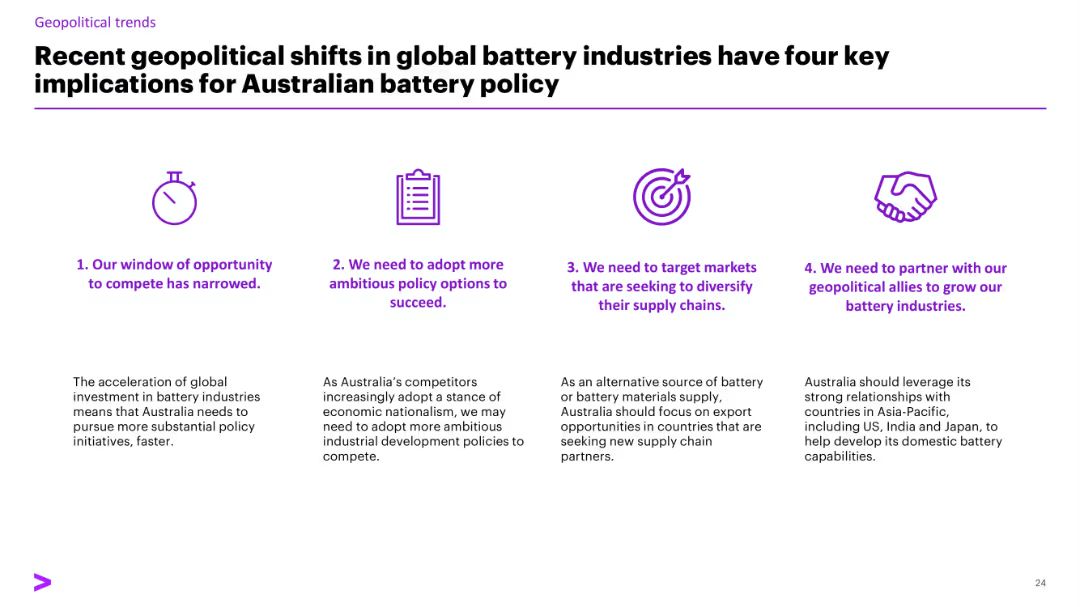 Geopolitical trends
Recent geopolitical shifts in global battery industries have four key
implications for Australian battery policy
1. Our window of opportunity
to compete has narrowed.
The acceleration of global
investment in battery industries
means that Australia needs to
pursue more substantial policy
initiatives, faster.
2. We need to adopt more
ambitious policy options to
succeed.
As Australia’s competitors
increasingly adopt a stance of
economic nationalism, we may
need to adopt more ambitious
industrial development policies to
compete.
3. We need to target markets
that are seeking to diversify
their supply chains.
As an alternative source of battery
or battery materials supply,
Australia should focus on export
opportunities in countries that are
seeking new supply chain
partners.
4. We need to partner with our
geopolitical allies to grow our
battery industries.
Australia should leverage its
strong relationships with
countries in Asia-Pacific,
including US, India and Japan, to
help develop its domestic battery
capabilities.
24